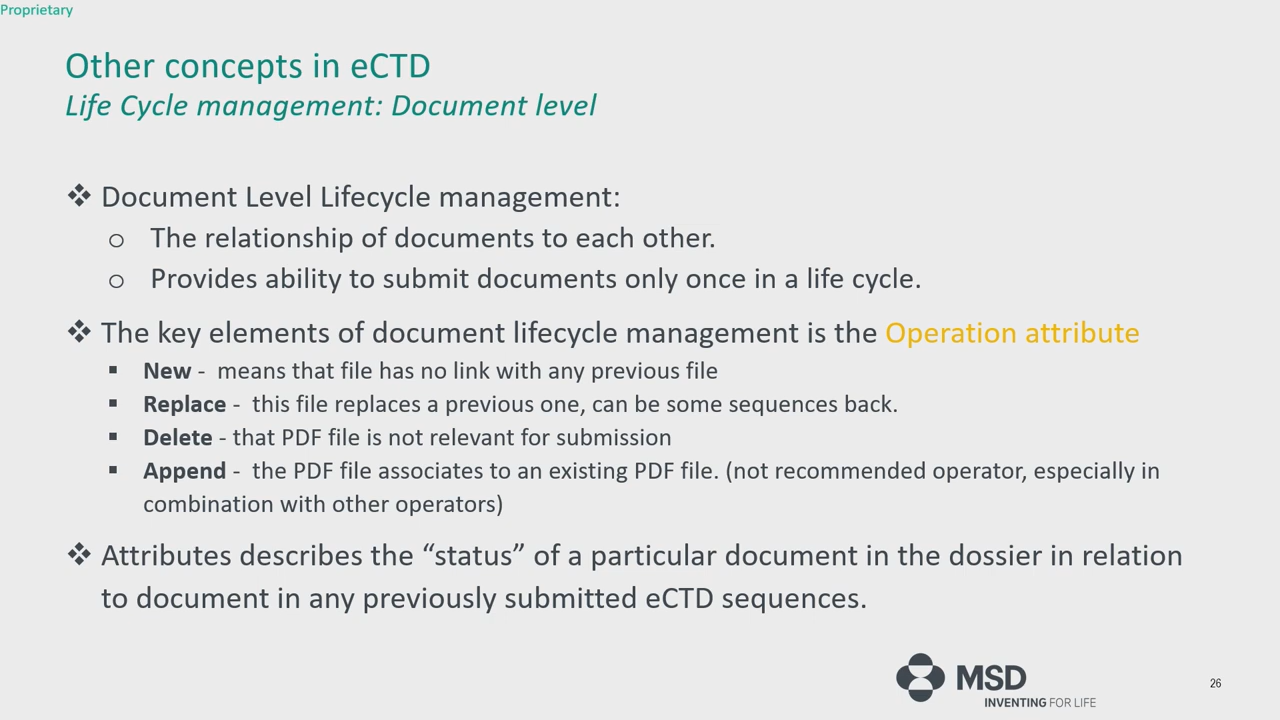 Proprietary
Other concepts in eCTD
Life Cycle management: Document level
❖ Document Level Lifecycle management:
o The relationship of documents to each other.
o Provides ability to submit documents only once in a life cycle.
❖ The key elements of document lifecycle management is the Operation attribute
▪ New - means that file has no link with any previous file
▪ Replace - this file replaces a previous one, can be some sequences back.
▪ Delete - that PDF file is not relevant for submission
▪ Append - the PDF file associates to an existing PDF file. (not recommended operator, especially in
combination with other operators)
❖ Attributes describes the “status” of a particular document in the dossier in relation
to document in any previously submitted eCTD sequences.
MSD
INVENTING FOR LIFE
26